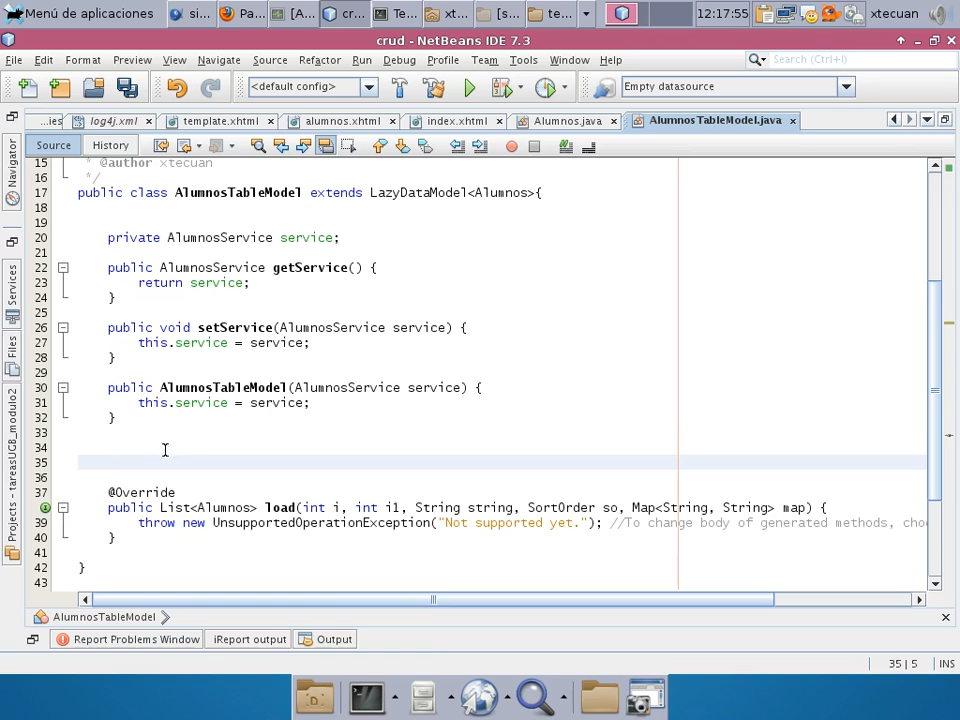 Menú de aplicaciones si... Pa... [A... cr... Te... xt... [s... te... 12:17:55 xtecuan
crud - NetBeans IDE 7.3
File Edit Format Preview View Navigate Source Refactor Run Debug Profile Team Tools Window Help Search (Ctrl+I)
<default config> Empty datasource
...ies log4j.xml template.xhtml alumnos.xhtml index.xhtml Alumnos.java AlumnosTableModel.java
Source History
Navigator
Services
Files
Projects - tareasUGB_modulo2
15 * @author xtecuan
16 */
17 public class AlumnosTableModel extends LazyDataModel<Alumnos>{
18
19
20 private AlumnosService service;
21
22 public AlumnosService getService() {
23 return service;
24 }
25
26 public void setService(AlumnosService service) {
27 this.service = service;
28 }
29
30 public AlumnosTableModel(AlumnosService service) {
31 this.service = service;
32 }
33
34
35
36
37 @Override
public List<Alumnos> load(int i, int i1, String string, SortOrder so, Map<String, String> map) {
39 throw new UnsupportedOperationException("Not supported yet."); //To change body of generated methods, choo
40 }
41
42 }
43
AlumnosTableModel
Report Problems Window iReport output Output
35 | 5 INS